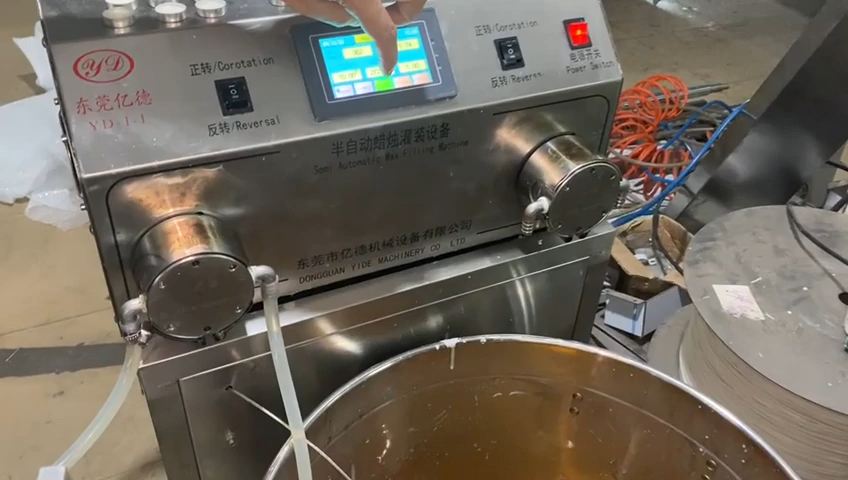 正转/Corotation
YD
正转/Corotation
电源开关
Power Switch
东莞亿德
YD-1-1
反转/Reversal
反转/Reversal
半自动蜡烛灌装设备
Semi Automatic Wax Filling Machine
东莞市亿德机械设备有限公司
DONGGUAN YIDE MACHINERY CO LTD